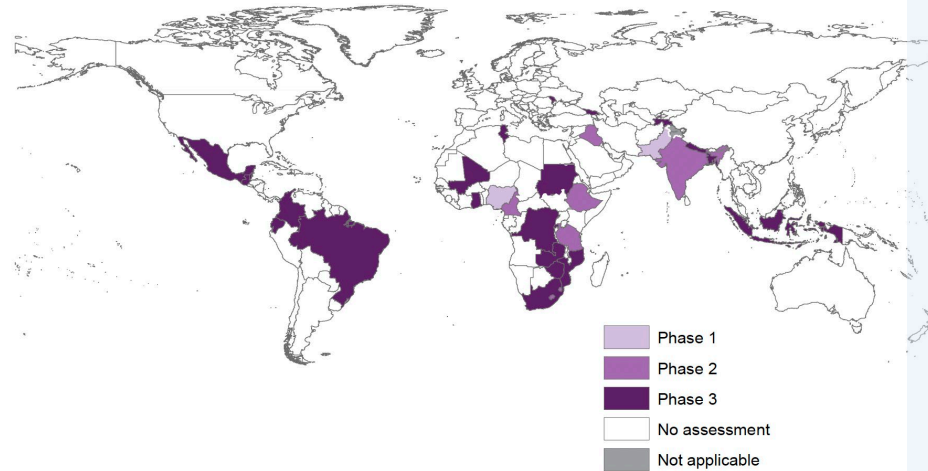 Phase 1
Phase 2
Phase 3
No assessment
Not applicable